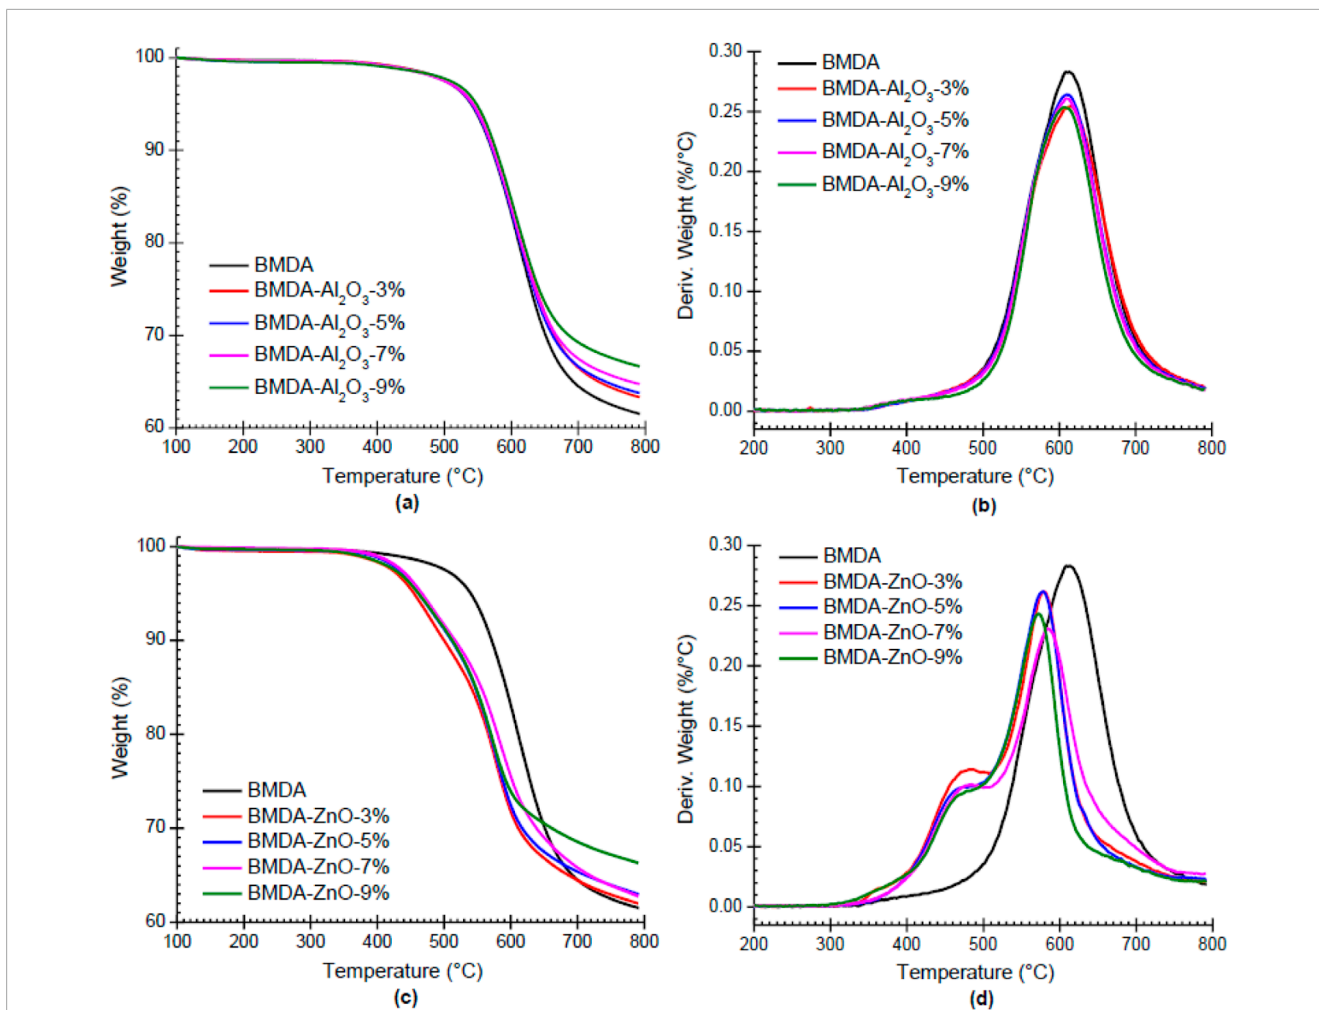 100
90
80
70
60
Weight (%)
BMDA
BMDA-Al₂O₃-3%
BMDA-Al₂O₃-5%
BMDA-Al₂O₃-7%
BMDA-Al₂O₃-9%
100 200 300 400 500 600 700 800
Temperature (°C)
(a)
0.30
0.25
0.20
0.15
0.10
0.05
0.00
Deriv. Weight (%/°C)
BMDA
BMDA-Al₂O₃-3%
BMDA-Al₂O₃-5%
BMDA-Al₂O₃-7%
BMDA-Al₂O₃-9%
200 300 400 500 600 700 800
Temperature (°C)
(b)
100
90
80
70
60
Weight (%)
BMDA
BMDA-ZnO-3%
BMDA-ZnO-5%
BMDA-ZnO-7%
BMDA-ZnO-9%
100 200 300 400 500 600 700 800
Temperature (°C)
(c)
0.30
0.25
0.20
0.15
0.10
0.05
0.00
Deriv. Weight (%/°C)
BMDA
BMDA-ZnO-3%
BMDA-ZnO-5%
BMDA-ZnO-7%
BMDA-ZnO-9%
200 300 400 500 600 700 800
Temperature (°C)
(d)